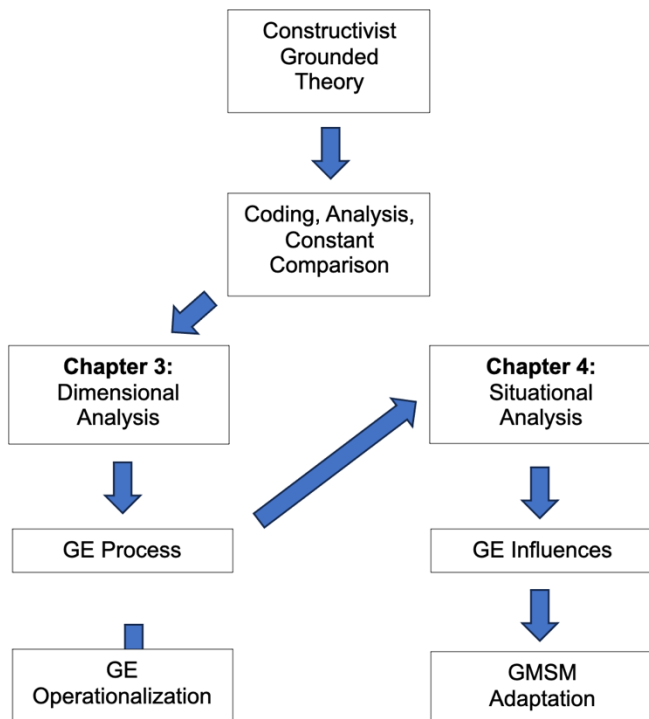 Constructivist
Grounded
Theory
Coding, Analysis,
Constant
Comparison
Chapter 3:
Dimensional
Analysis
Chapter 4:
Situational
Analysis
GE Process
GE Influences
GE
Operationalization
GMSM
Adaptation